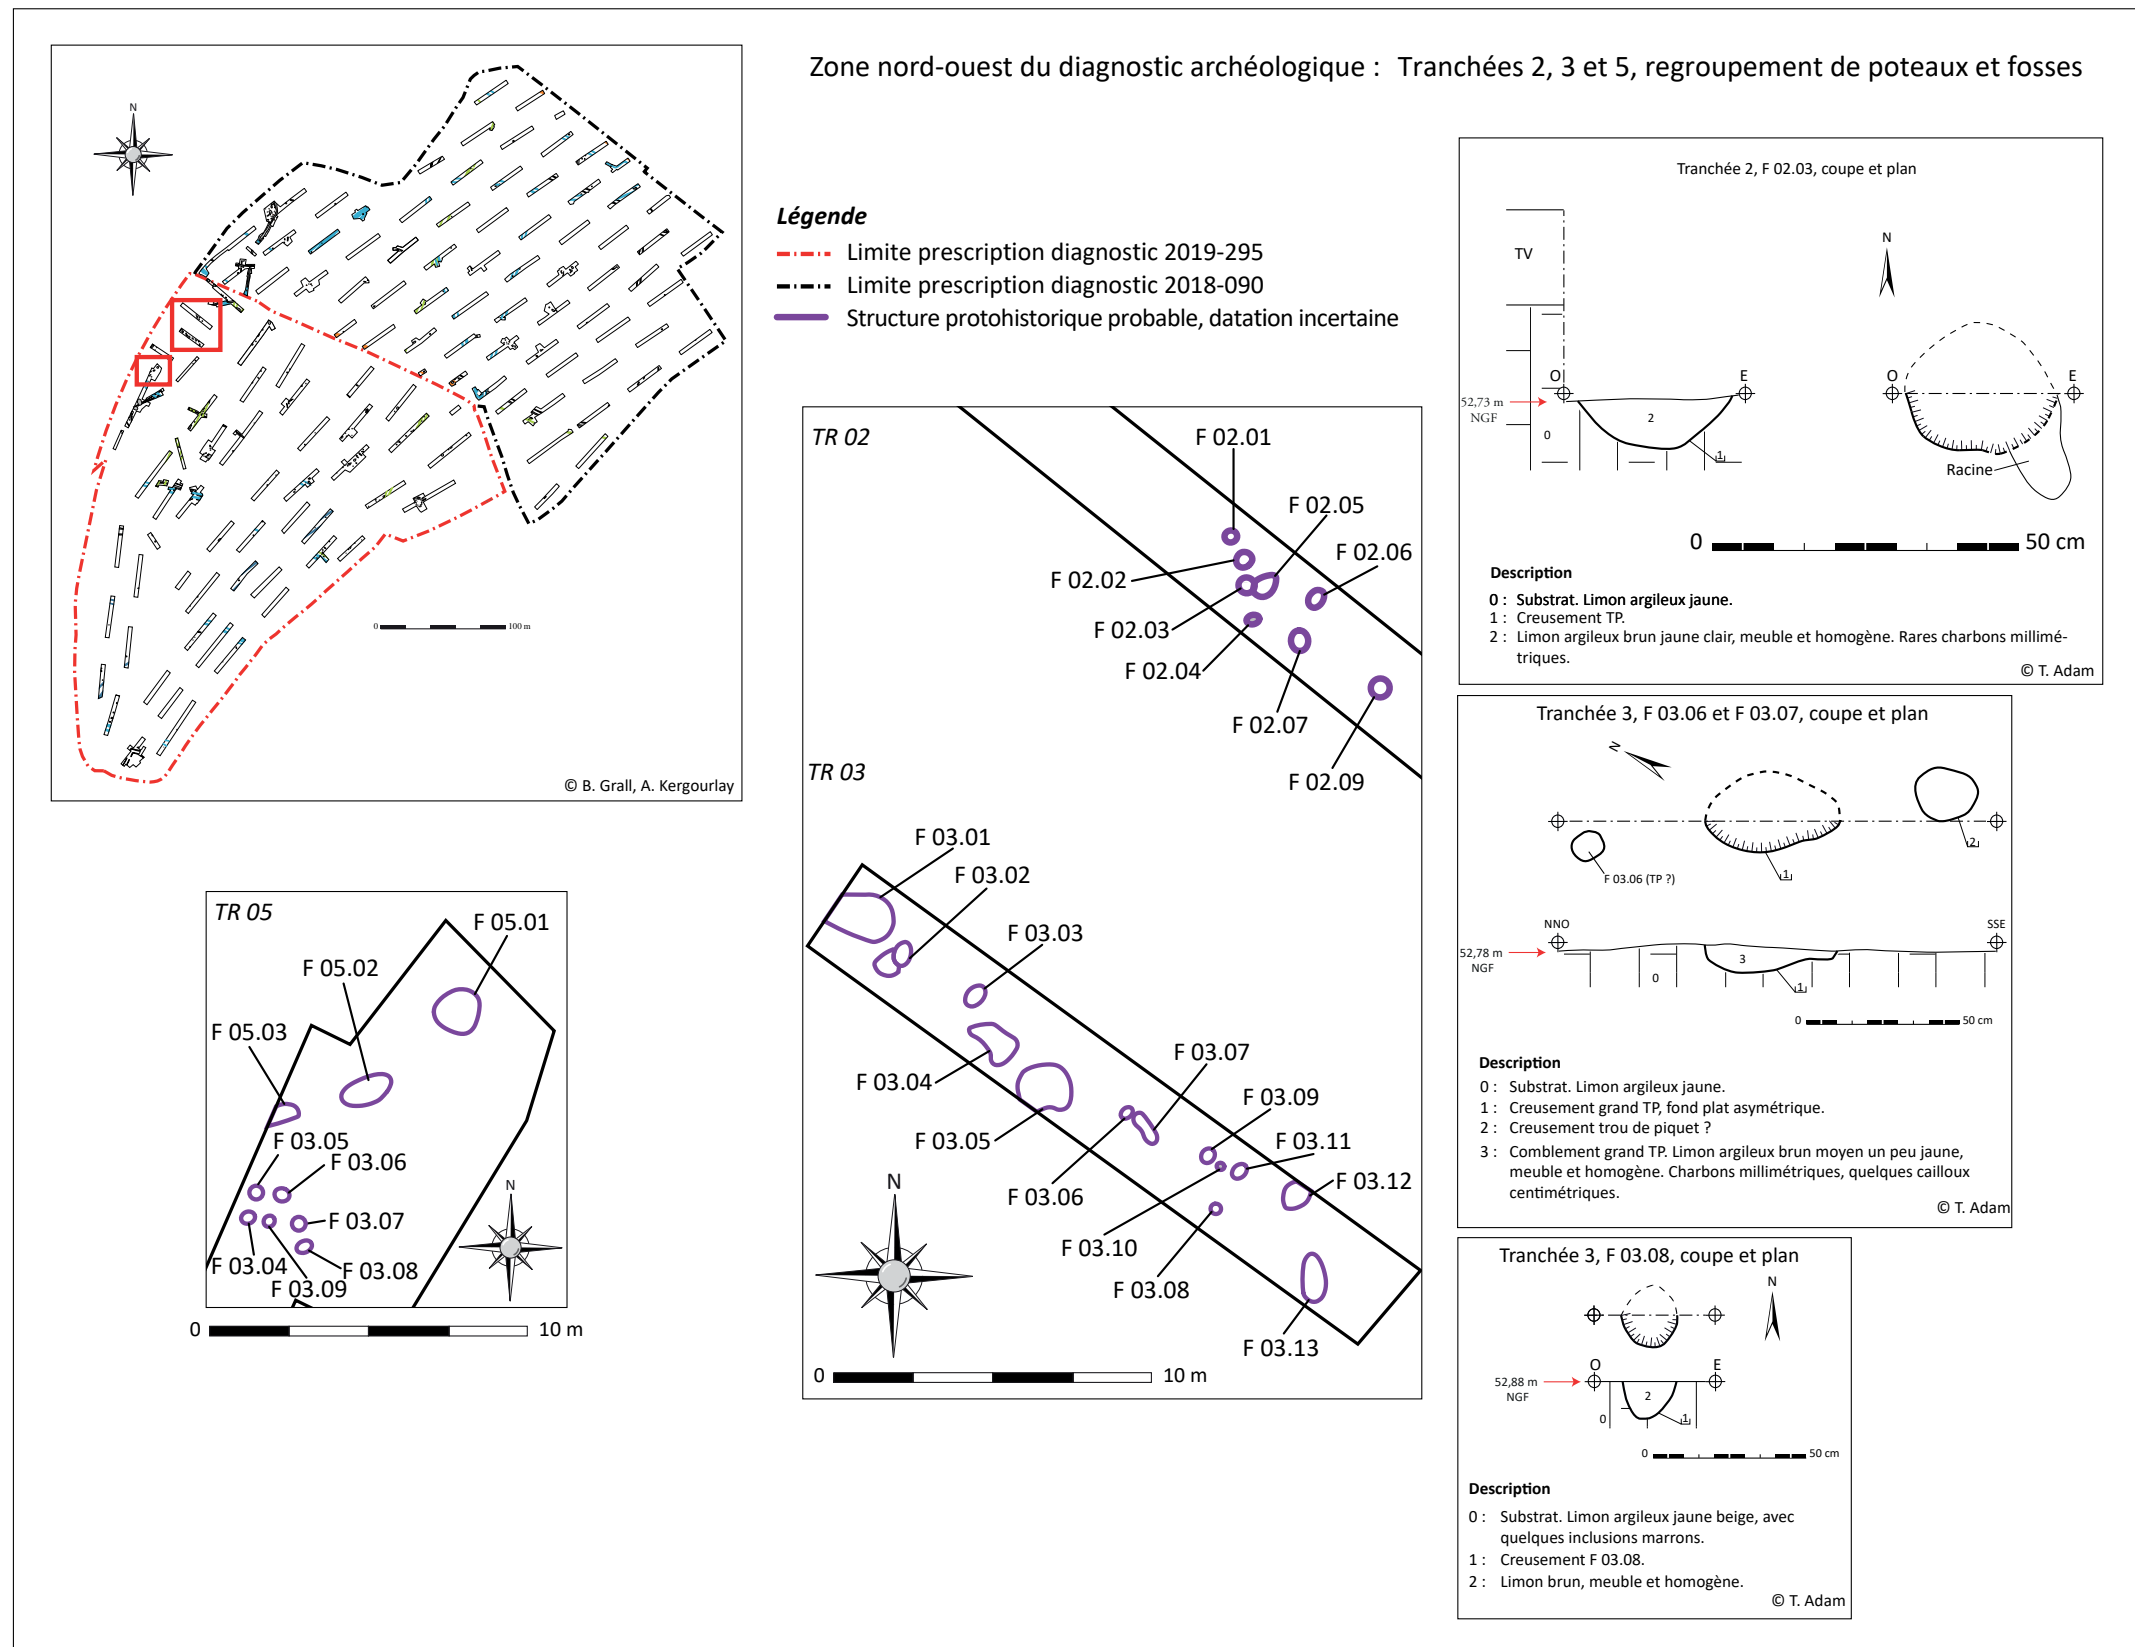 Zone nord-ouest du diagnostic archéologique : Tranchées 2, 3 et 5, regroupement de poteaux et fosses
N
0
100 m
© B. Grall, A. Kergourlay
Légende
Limite prescription diagnostic 2019-295
Limite prescription diagnostic 2018-090
Structure protohistorique probable, datation incertaine
TR 02
F 02.01
F 02.05
F 02.06
F 02.02
F 02.03
F 02.04
F 02.07
F 02.09
TR 03
F 03.01
F 03.02
F 03.03
F 03.07
F 03.04
F 03.09
F 03.05
F 03.11
F 03.12
F 03.06
F 03.10
F 03.08
F 03.13
N
0
10 m
TR 05
F 05.01
F 05.02
F 05.03
F 03.05
F 03.06
F 03.07
F 03.04
F 03.08
F 03.09
N
0
10 m
Tranchée 2, F 02.03, coupe et plan
TV
N
O
E
O
E
52,73 m
NGF
2
0
1
Racine
0
50 cm
Description
0 : Substrat. Limon argileux jaune.
1 : Creusement TP.
2 : Limon argileux brun jaune clair, meuble et homogène. Rares charbons millimé-
triques.
© T. Adam
Tranchée 3, F 03.06 et F 03.07, coupe et plan
N
2
F 03.06 (TP ?)
1
NNO
SSE
52,78 m
NGF
3
0
1
0
50 cm
Description
0 : Substrat. Limon argileux jaune.
1 : Creusement grand TP, fond plat asymétrique.
2 : Creusement trou de piquet ?
3 : Comblement grand TP. Limon argileux brun moyen un peu jaune,
meuble et homogène. Charbons millimétriques, quelques cailloux
centimétriques.
© T. Adam
Tranchée 3, F 03.08, coupe et plan
N
O
E
52,88 m
NGF
2
0
1
0
50 cm
Description
0 : Substrat. Limon argileux jaune beige, avec
quelques inclusions marrons.
1 : Creusement F 03.08.
2 : Limon brun, meuble et homogène.
© T. Adam